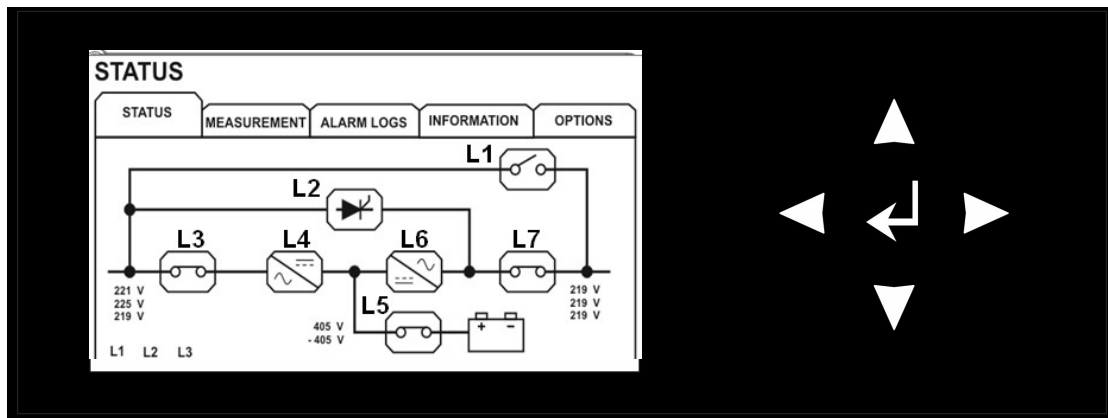 STATUS
STATUS MEASUREMENT ALARM LOGS INFORMATION OPTIONS
L1
L2
L3 L4 L6 L7
221 V
225 V
219 V
219 V
219 V
219 V
L5
405 V
- 405 V
+ -
L1 L2 L3